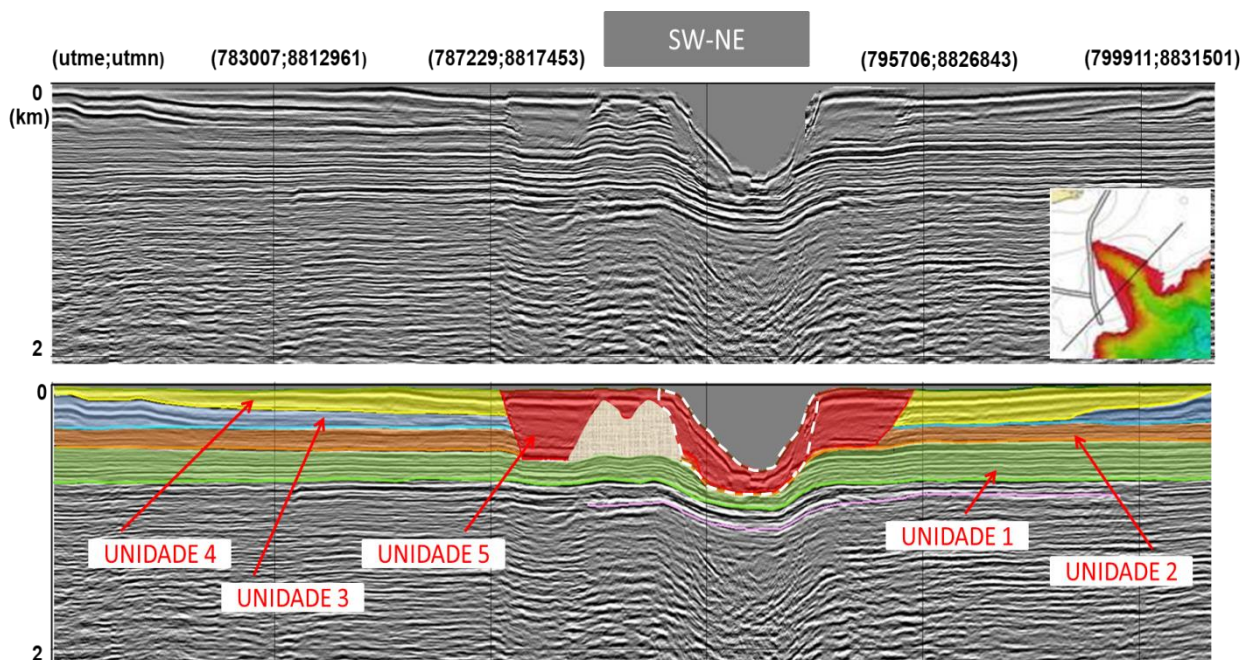 SW-NE
(utme;utmn) (783007;8812961) (787229;8817453) (795706;8826843) (799911;8831501)
0
(km)
2
0
UNIDADE 4
UNIDADE 5
UNIDADE 1
UNIDADE 3
UNIDADE 2
2